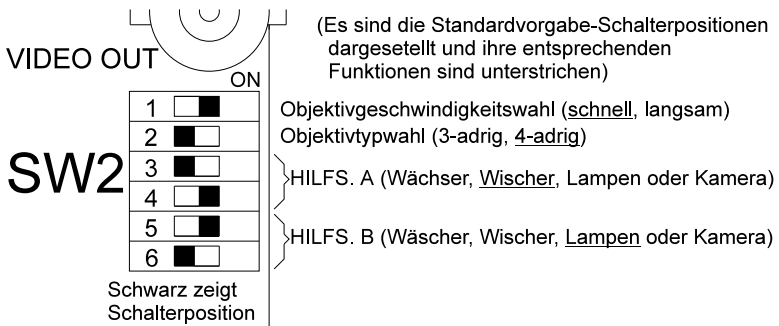 (Es sind die Standardvorgabe-Schalterpositionen
dargesetellt und ihre entsprechenden
Funktionen sind unterstrichen)
VIDEO OUT
ON
SW2
1 Objektivgeschwindigkeitswahl (schnell, langsam)
2 Objektivtypwahl (3-adrig, 4-adrig)
3
HILFS. A (Wächser, Wischer, Lampen oder Kamera)
4
5
HILFS. B (Wäscher, Wischer, Lampen oder Kamera)
6
Schwarz zeigt
Schalterposition